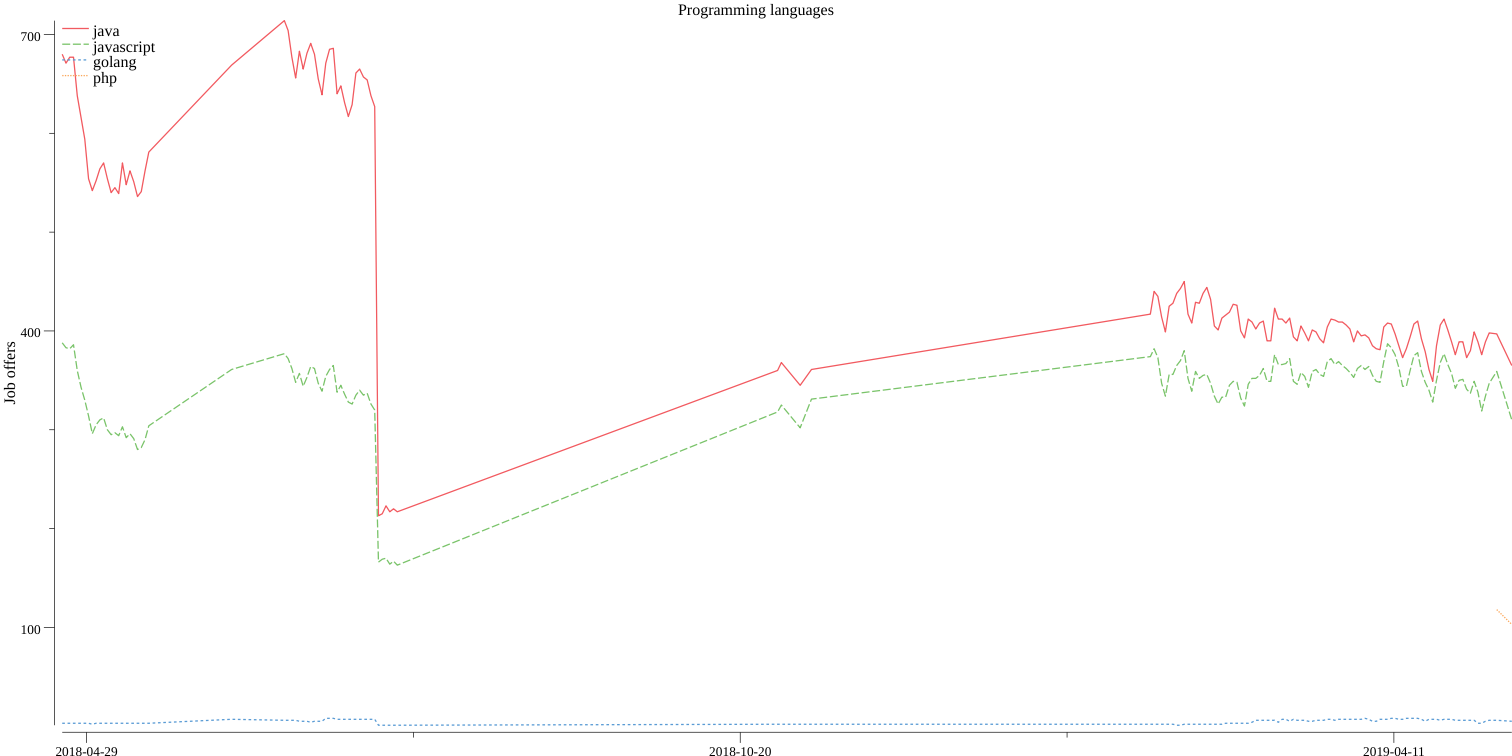 Programming languages
java
javascript
golang
php
700
400
100
Job offers
2018-04-29
2018-10-20
2019-04-11